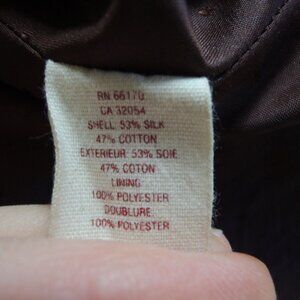 RN 66170
CA 32054
SHELL: 53% SILK
47% COTTON
EXTERIEUR: 53% SOIE
47% COTON
LINING
100% POLYESTER
DOUBLURE:
100% POLYESTER